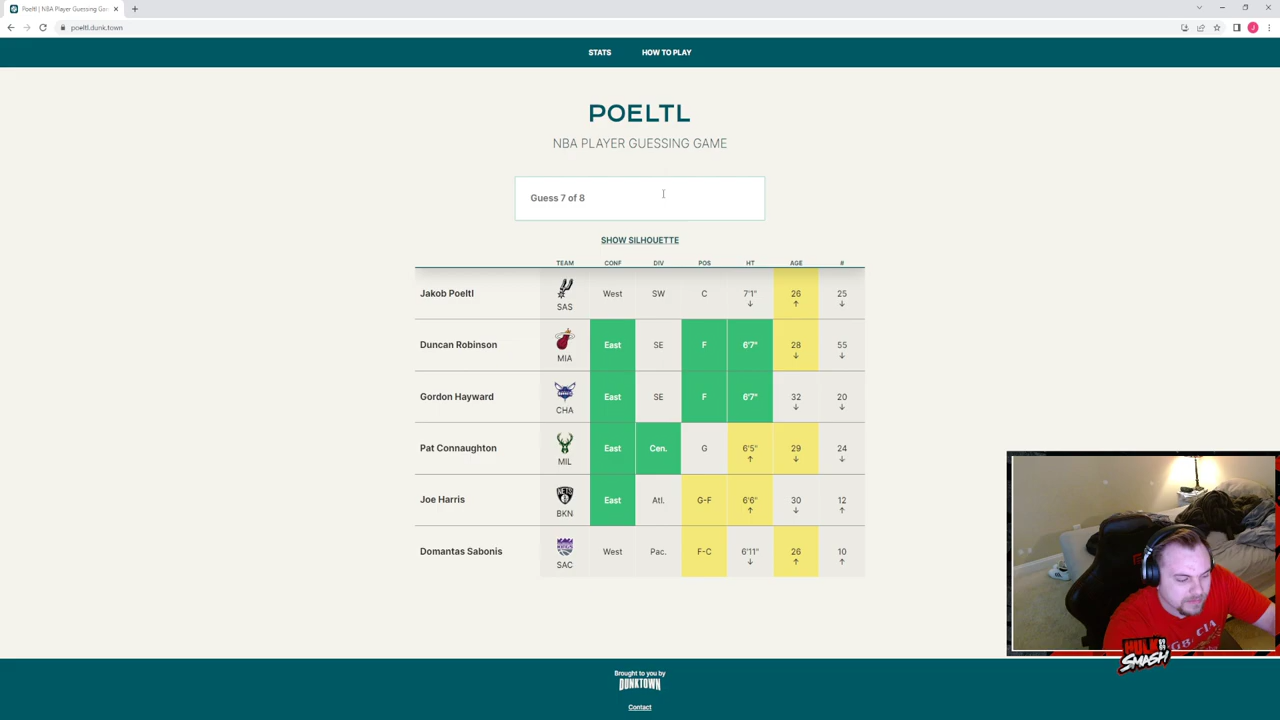 Poeltl | NBA Player Guessing Gam
poeltl.dunk.town
STATS HOW TO PLAY
POELTL
NBA PLAYER GUESSING GAME
Guess 7 of 8
SHOW SILHOUETTE
TEAM CONF DIV POS HT AGE #
Jakob Poeltl SAS West SW C 7'1" ↓ 26 ↑ 25 ↓
Duncan Robinson MIA East SE F 6'7" 28 ↓ 55 ↓
Gordon Hayward CHA East SE F 6'7" 32 ↓ 20 ↓
Pat Connaughton MIL East Cen. G 6'5" ↑ 29 ↓ 24 ↓
Joe Harris BKN East Atl. G-F 6'6" ↑ 30 ↓ 12 ↑
Domantas Sabonis SAC West Pac. F-C 6'11" ↓ 26 ↑ 10 ↑
Brought to you by
DUNKTOWN
Contact
HULK
SMASH